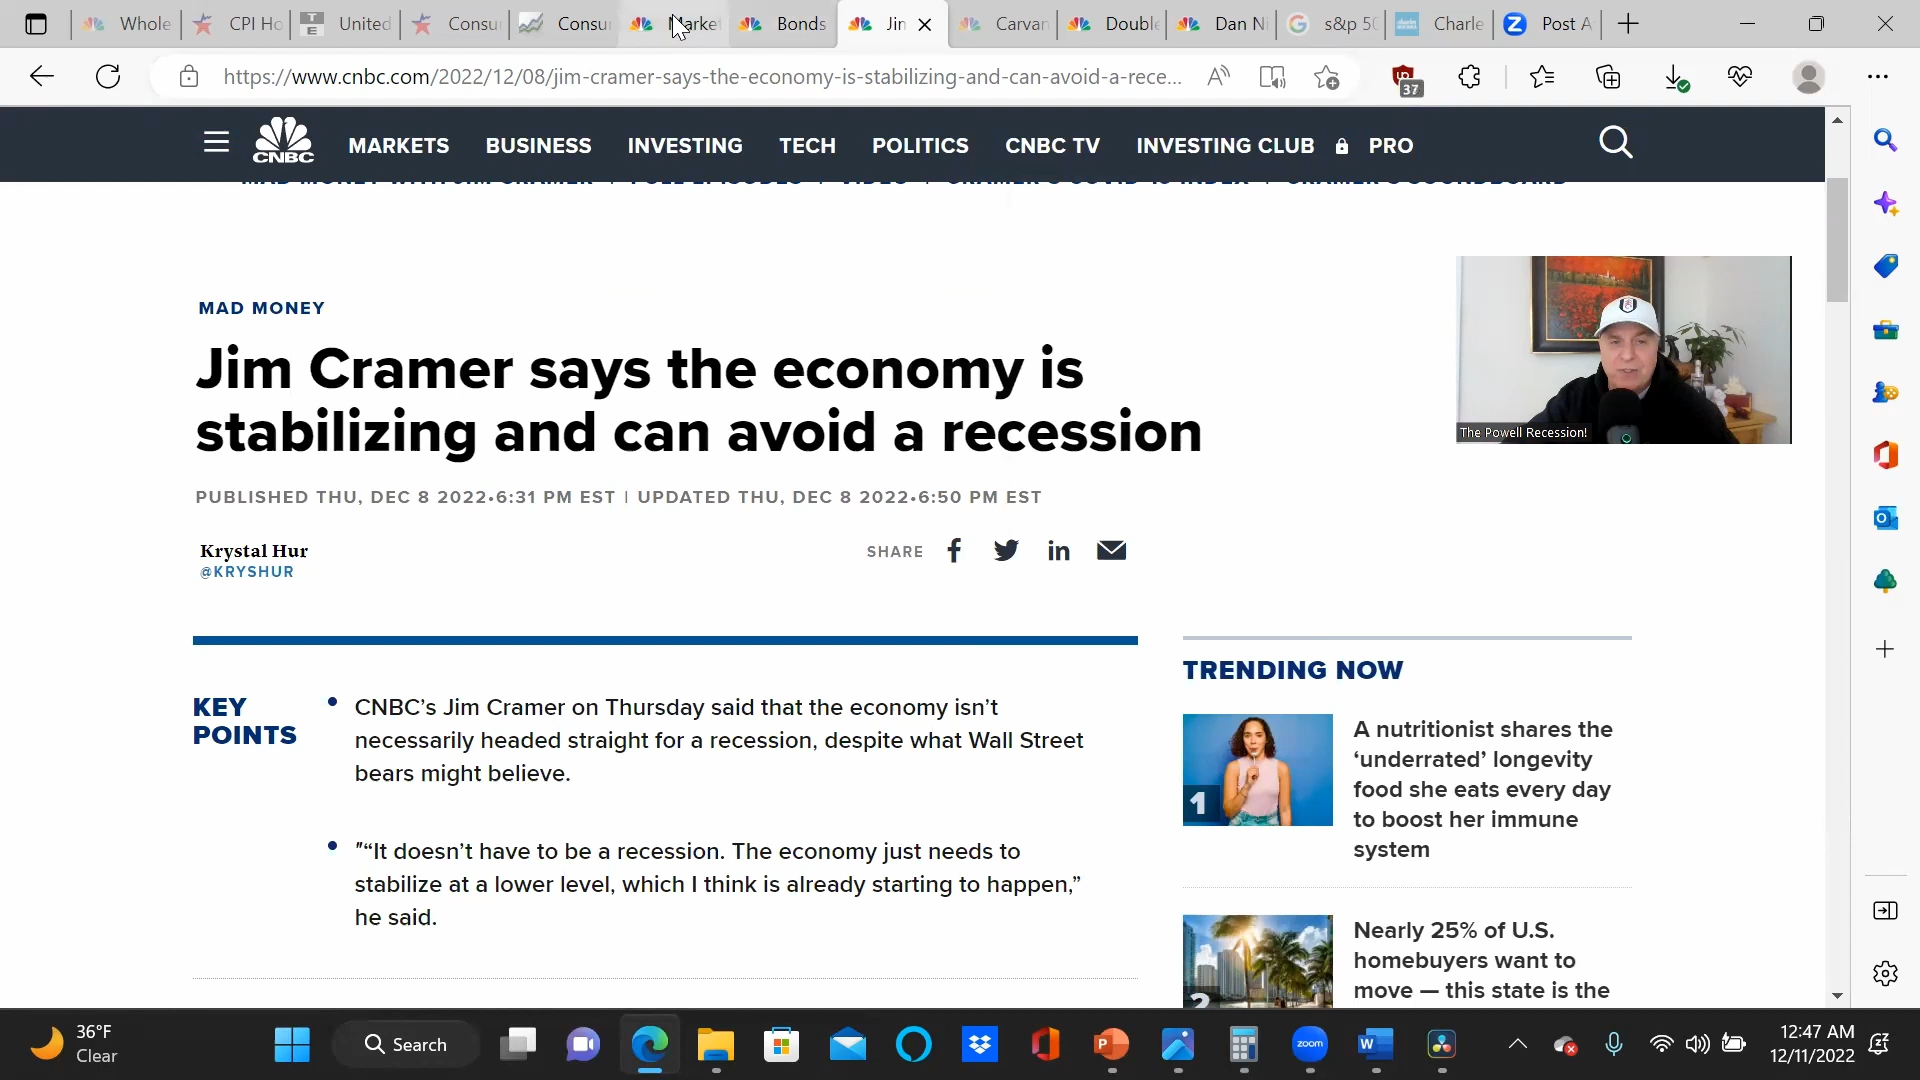 Whole
CPI Ho
United
Consu
Consu
Market
Bonds
Jin
Carvan
Double
Dan Ni
s&p 50
Charle
Post A
https://www.cnbc.com/2022/12/08/jim-cramer-says-the-economy-is-stabilizing-and-can-avoid-a-rece...
37
CNBC
MARKETS BUSINESS INVESTING TECH POLITICS CNBC TV INVESTING CLUB PRO
MAD MONEY
Jim Cramer says the economy is
stabilizing and can avoid a recession
PUBLISHED THU, DEC 8 2022•6:31 PM EST | UPDATED THU, DEC 8 2022•6:50 PM EST
Krystal Hur
@KRYSHUR
SHARE
The Powell Recession!
KEY
POINTS
CNBC’s Jim Cramer on Thursday said that the economy isn’t
necessarily headed straight for a recession, despite what Wall Street
bears might believe.
"“It doesn’t have to be a recession. The economy just needs to
stabilize at a lower level, which I think is already starting to happen,”
he said.
TRENDING NOW
1
A nutritionist shares the
‘underrated’ longevity
food she eats every day
to boost her immune
system
2
Nearly 25% of U.S.
homebuyers want to
move — this state is the
36°F
Clear
Search
zoom
12:47 AM
12/11/2022